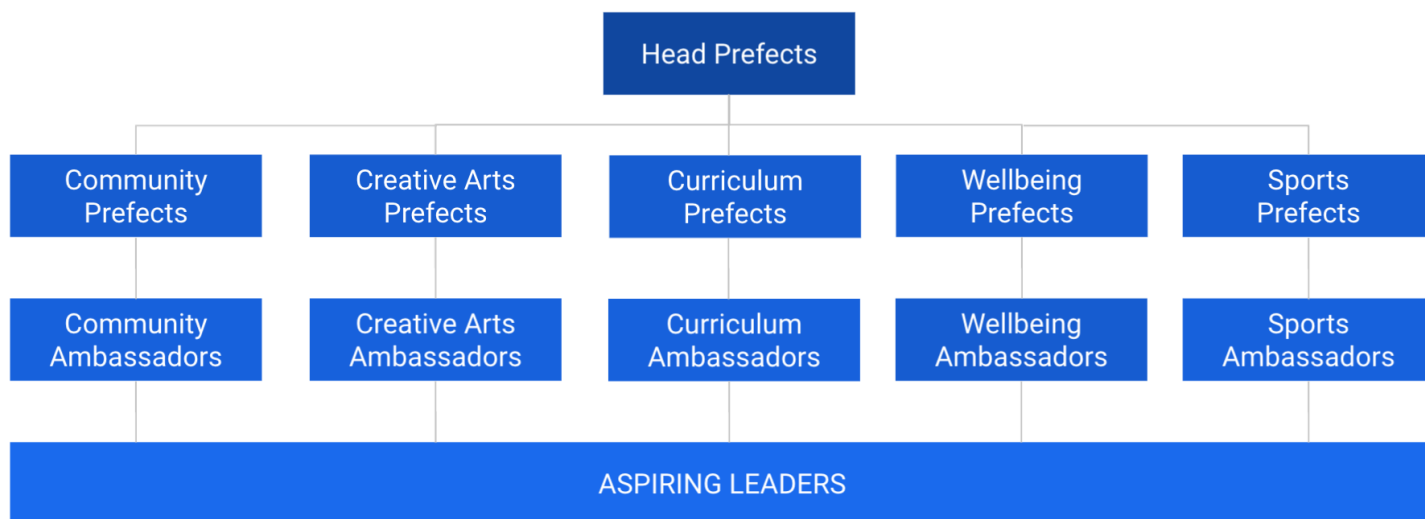 Head Prefects
Community
Prefects
Creative Arts
Prefects
Curriculum
Prefects
Wellbeing
Prefects
Sports
Prefects
Community
Ambassadors
Creative Arts
Ambassadors
Curriculum
Ambassadors
Wellbeing
Ambassadors
Sports
Ambassadors
ASPIRING LEADERS